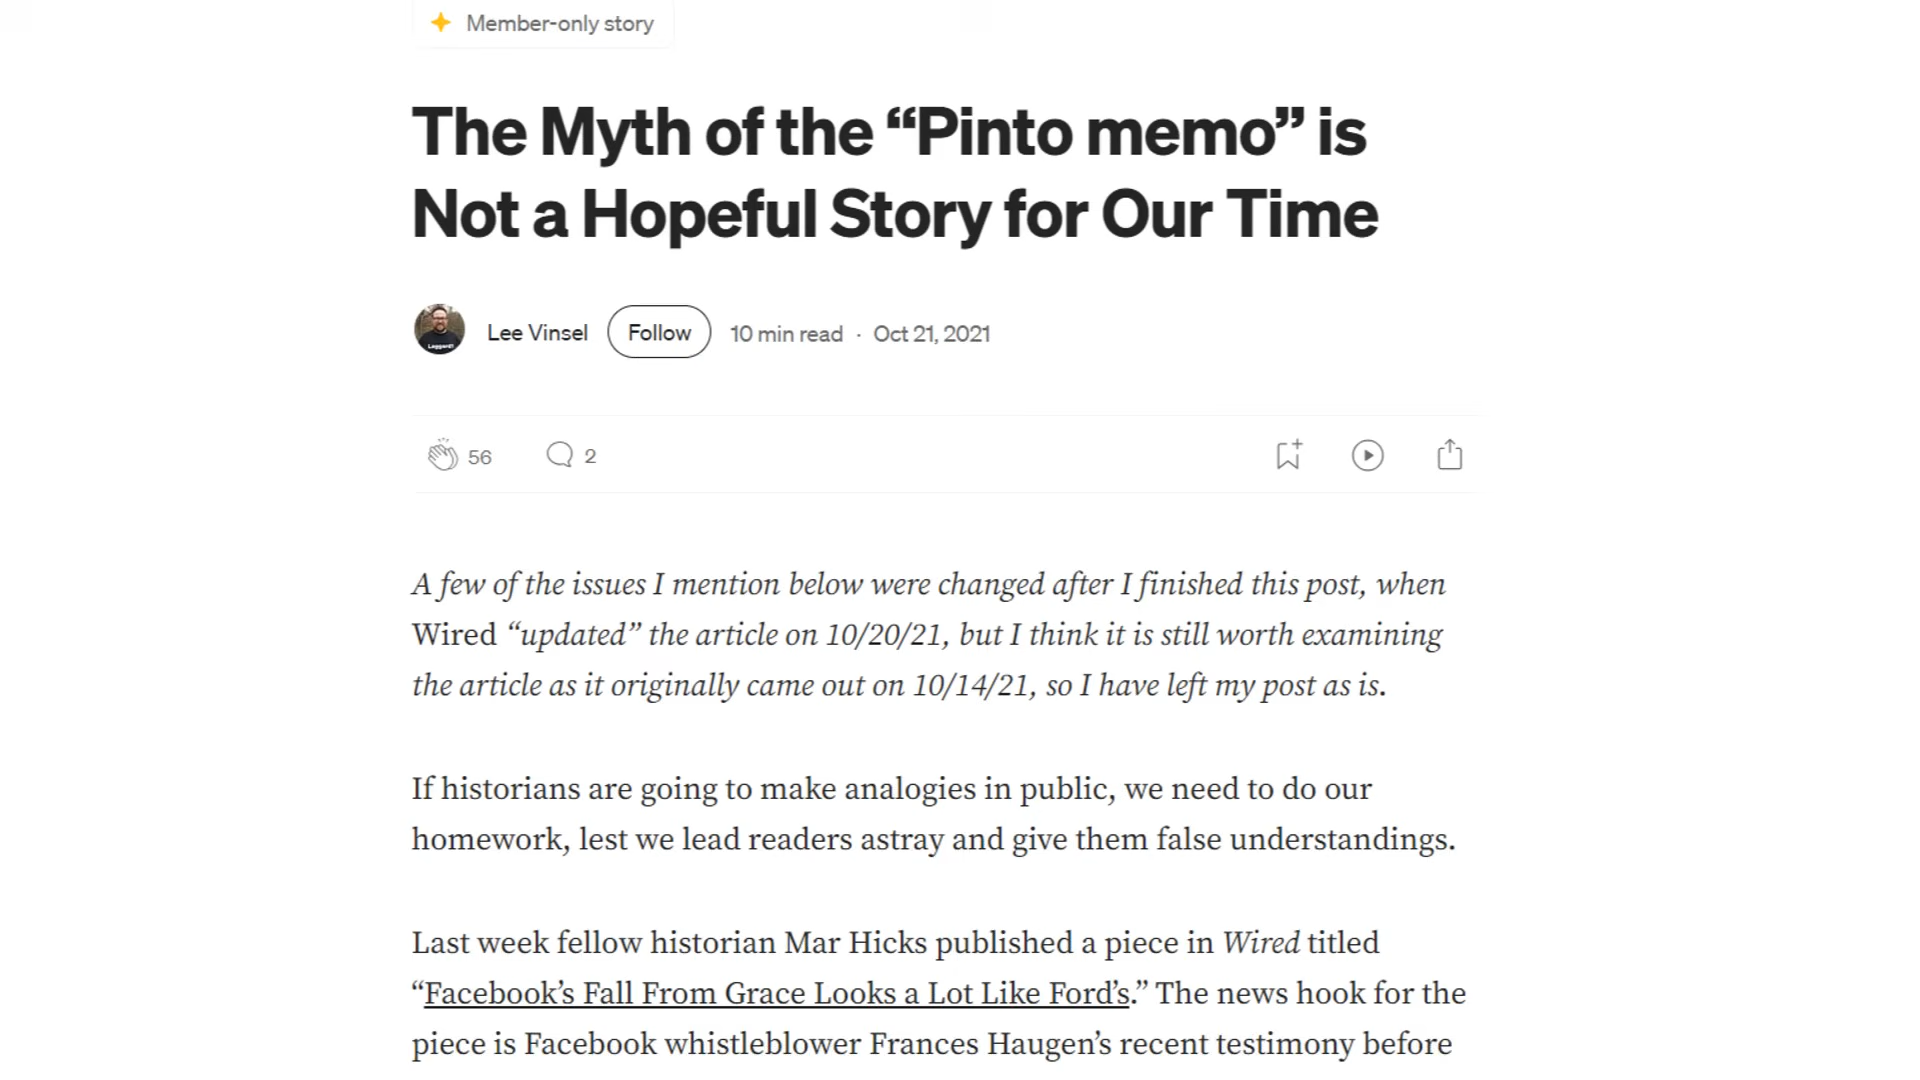 Member-only story
The Myth of the “Pinto memo” is
Not a Hopeful Story for Our Time
Lee Vinsel Follow 10 min read · Oct 21, 2021
56 2
A few of the issues I mention below were changed after I finished this post, when
Wired “updated” the article on 10/20/21, but I think it is still worth examining
the article as it originally came out on 10/14/21, so I have left my post as is.
If historians are going to make analogies in public, we need to do our
homework, lest we lead readers astray and give them false understandings.
Last week fellow historian Mar Hicks published a piece in Wired titled
“Facebook’s Fall From Grace Looks a Lot Like Ford’s.” The news hook for the
piece is Facebook whistleblower Frances Haugen’s recent testimony before